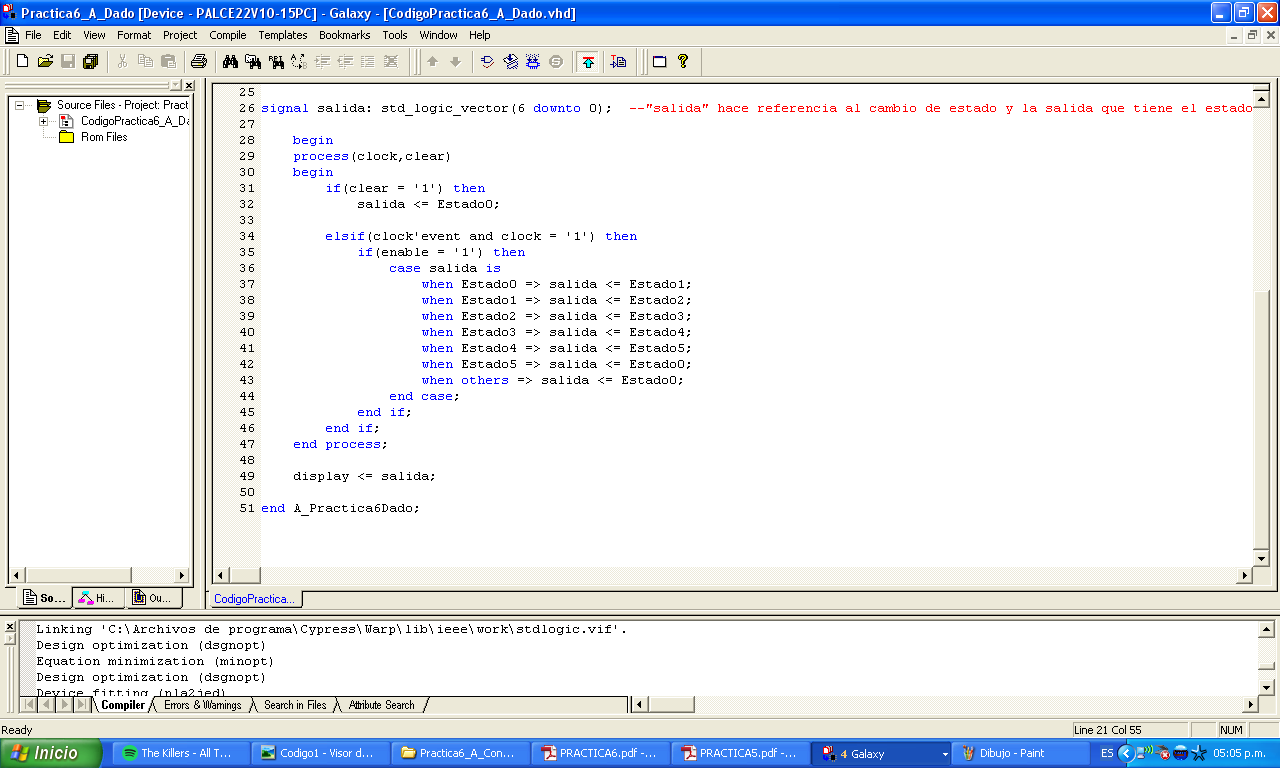 Practica6_A_Dado [Device - PALCE22V10-15PC] - Galaxy - [CodigoPractica6_A_Dado.vhd]
File Edit View Format Project Compile Templates Bookmarks Tools Window Help
Source Files - Project: Pract
CodigoPractica6_A_Da
Rom Files
So... Hi... Ou...
25
26 signal salida: std_logic_vector(6 downto 0); --"salida" hace referencia al cambio de estado y la salida que tiene el estado
27
28 begin
29 process(clock,clear)
30 begin
31 if(clear = '1') then
32 salida <= Estado0;
33
34 elsif(clock'event and clock = '1') then
35 if(enable = '1') then
36 case salida is
37 when Estado0 => salida <= Estado1;
38 when Estado1 => salida <= Estado2;
39 when Estado2 => salida <= Estado3;
40 when Estado3 => salida <= Estado4;
41 when Estado4 => salida <= Estado5;
42 when Estado5 => salida <= Estado0;
43 when others => salida <= Estado0;
44 end case;
45 end if;
46 end if;
47 end process;
48
49 display <= salida;
50
51 end A_Practica6Dado;
CodigoPractica...
Linking 'C:\Archivos de programa\Cypress\Warp\lib\ieee\work\stdlogic.vif'.
Design optimization (dsgnopt)
Equation minimization (minopt)
Design optimization (dsgnopt)
Device fitting (pla2jed)
Compiler Errors & Warnings Search in Files Attribute Search
Ready Line 21 Col 55 NUM
Inicio The Killers - All T... Codigo1 - Visor d... Practica6_A_Con... PRACTICA6.pdf -... PRACTICA5.pdf -... 4 Galaxy Dibujo - Paint ES 05:05 p.m.